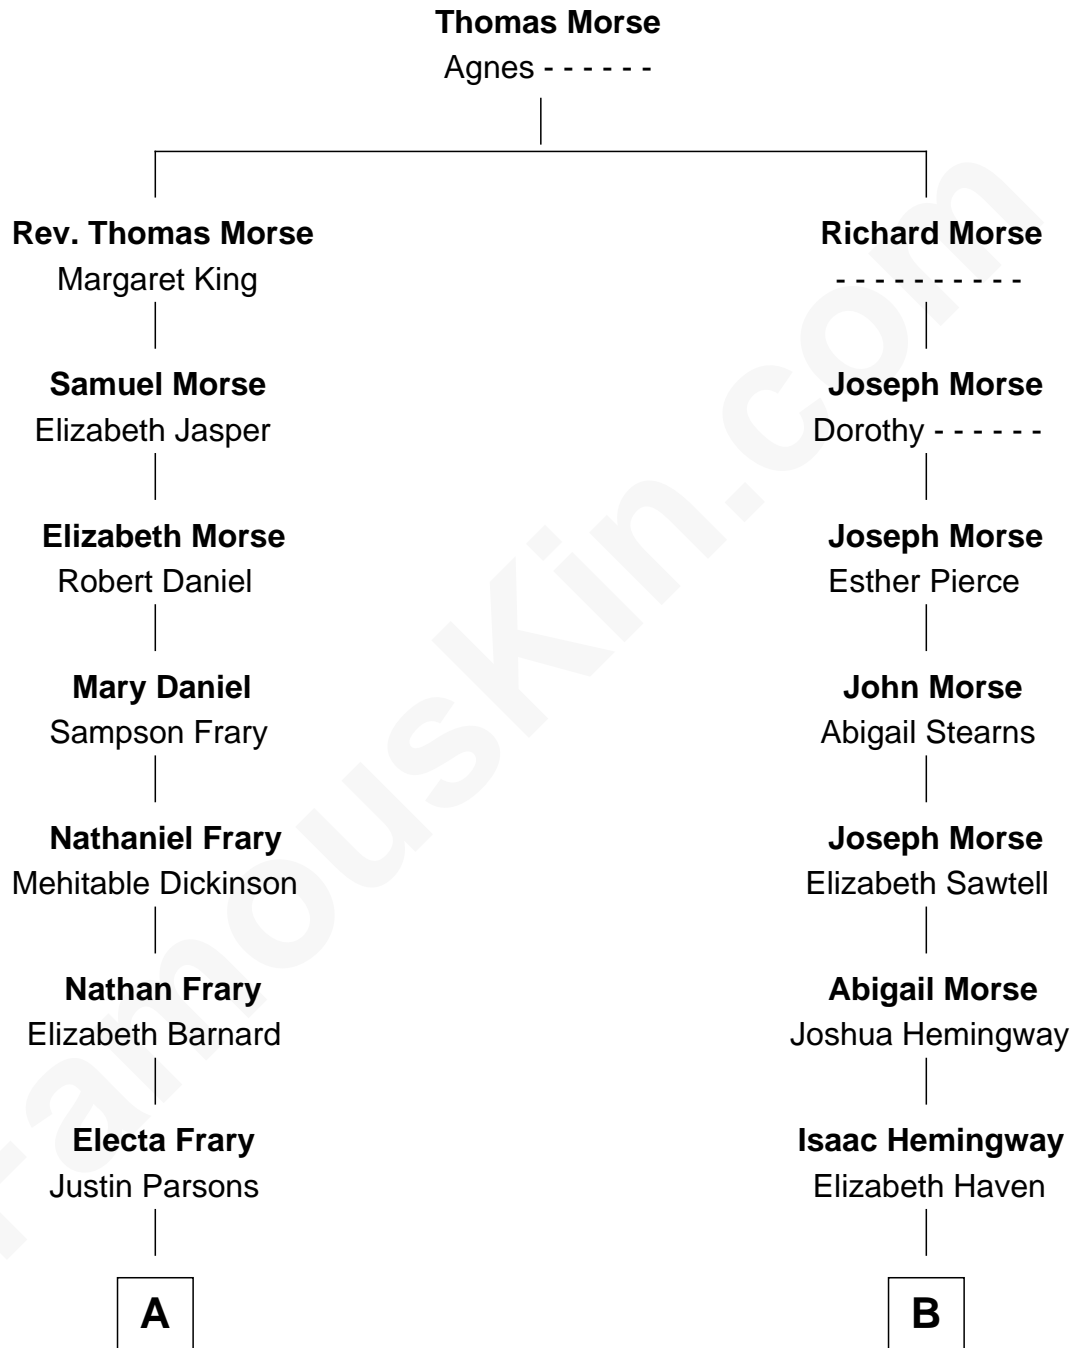 Thomas Morse
Agnes - - - - - -
Rev. Thomas Morse
Margaret King
Samuel Morse
Elizabeth Jasper
Elizabeth Morse
Robert Daniel
Mary Daniel
Sampson Frary
Nathaniel Frary
Mehitable Dickinson
Nathan Frary
Elizabeth Barnard
Electa Frary
Justin Parsons
A
Richard Morse
- - - - - - - - - -
Joseph Morse
Dorothy - - - - - -
Joseph Morse
Esther Pierce
John Morse
Abigail Stearns
Joseph Morse
Elizabeth Sawtell
Abigail Morse
Joshua Hemingway
Isaac Hemingway
Elizabeth Haven
B
FamousKin.com